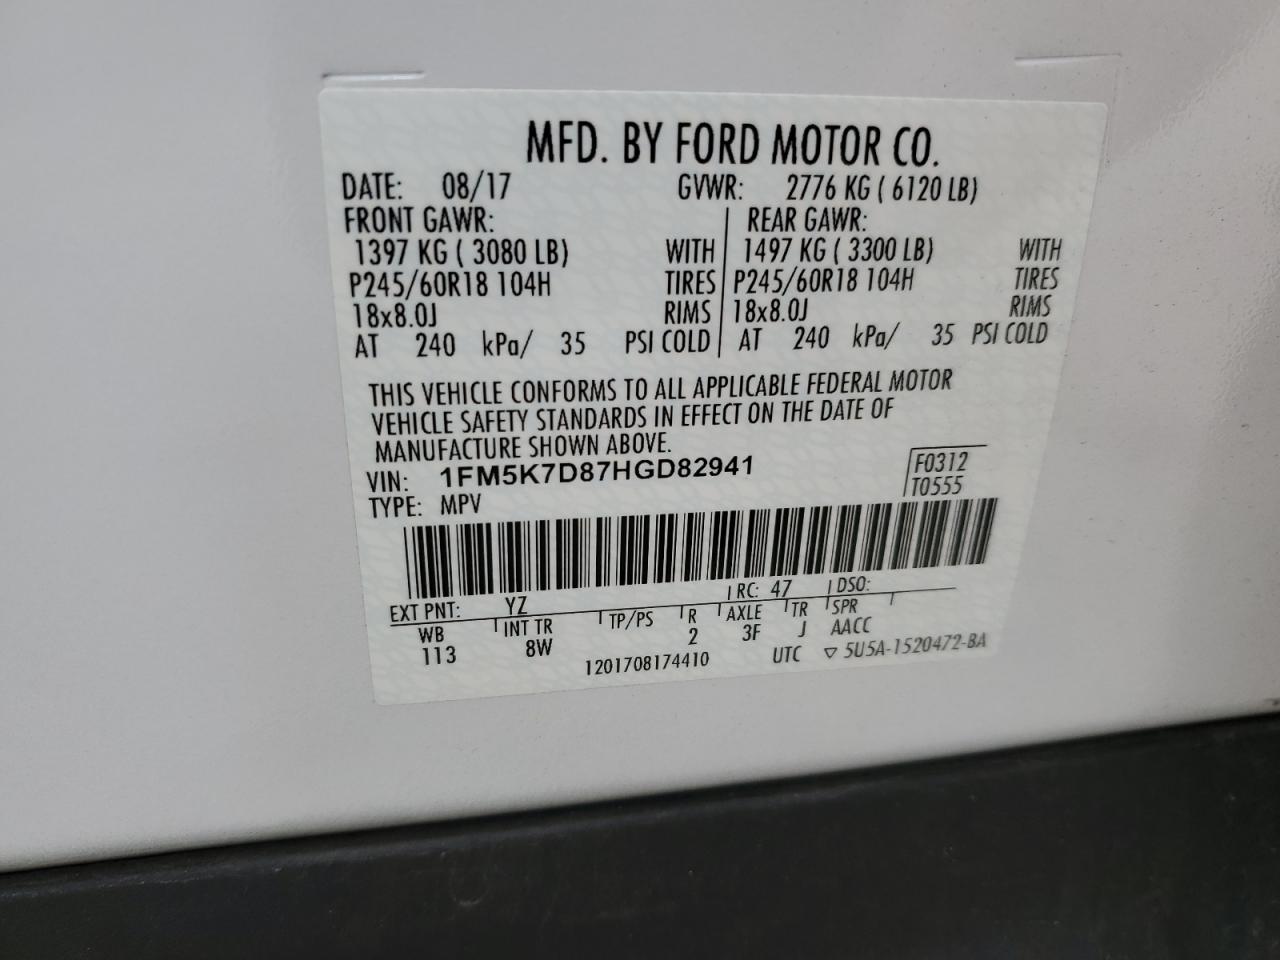 MFD. BY FORD MOTOR CO.
DATE: 08/17 GVWR: 2776 KG ( 6120 LB)
FRONT GAWR: REAR GAWR:
1397 KG ( 3080 LB) WITH 1497 KG ( 3300 LB) WITH
P245/60R18 104H TIRES P245/60R18 104H TIRES
18x8.0J RIMS 18x8.0J RIMS
AT 240 kPa/ 35 PSI COLD AT 240 kPa/ 35 PSI COLD
THIS VEHICLE CONFORMS TO ALL APPLICABLE FEDERAL MOTOR
VEHICLE SAFETY STANDARDS IN EFFECT ON THE DATE OF
MANUFACTURE SHOWN ABOVE.
VIN: 1FM5K7D87HGD82941 F0312
TYPE: MPV T0555
EXT PNT: YZ RC: 47 DSO:
WB INT TR TP/PS R AXLE TR SPR
113 8W 2 3F J AACC
1201708174410 UTC ▽ 5U5A-1520472-BA